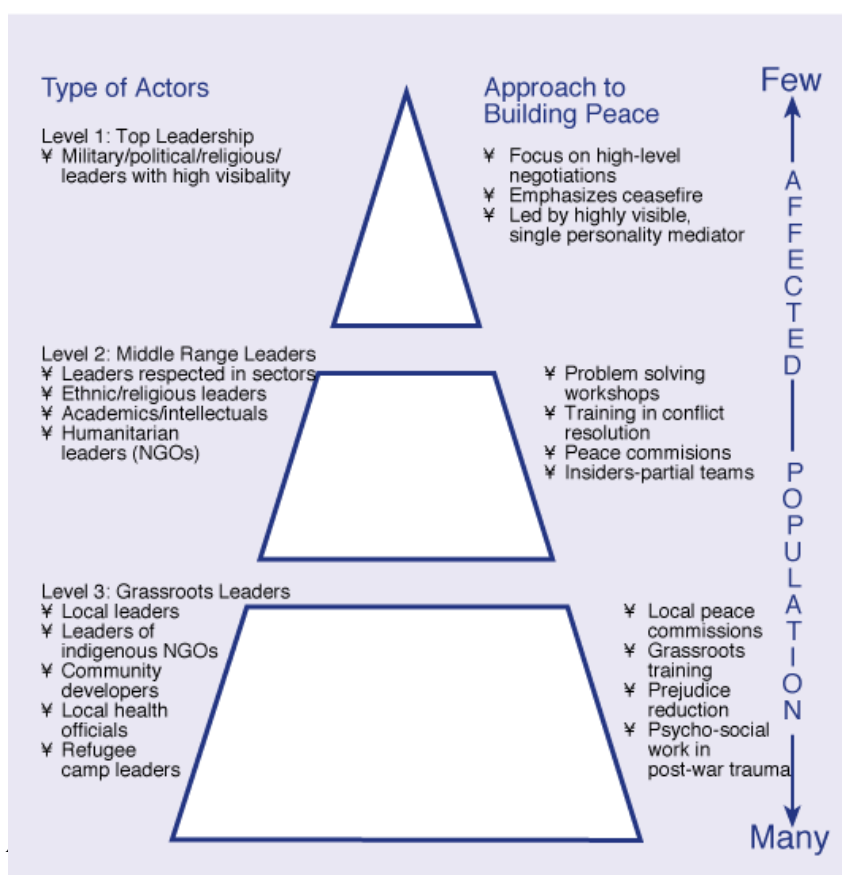 Type of Actors
Level 1: Top Leadership
¥ Military/political/religious/
leaders with high visibality
Approach to
Building Peace
¥ Focus on high-level
negotiations
¥ Emphasizes ceasefire
¥ Led by highly visible,
single personality mediator
Level 2: Middle Range Leaders
¥ Leaders respected in sectors
¥ Ethnic/religious leaders
¥ Academics/intellectuals
¥ Humanitarian
leaders (NGOs)
¥ Problem solving
workshops
¥ Training in conflict
resolution
¥ Peace commisions
¥ Insiders-partial teams
Level 3: Grassroots Leaders
¥ Local leaders
¥ Leaders of
indigenous NGOs
¥ Community
developers
¥ Local health
officials
¥ Refugee
camp leaders
¥ Local peace
commissions
¥ Grassroots
training
¥ Prejudice
reduction
¥ Psycho-social
work in
post-war trauma
Few
AFFECTED
POPULATION
Many